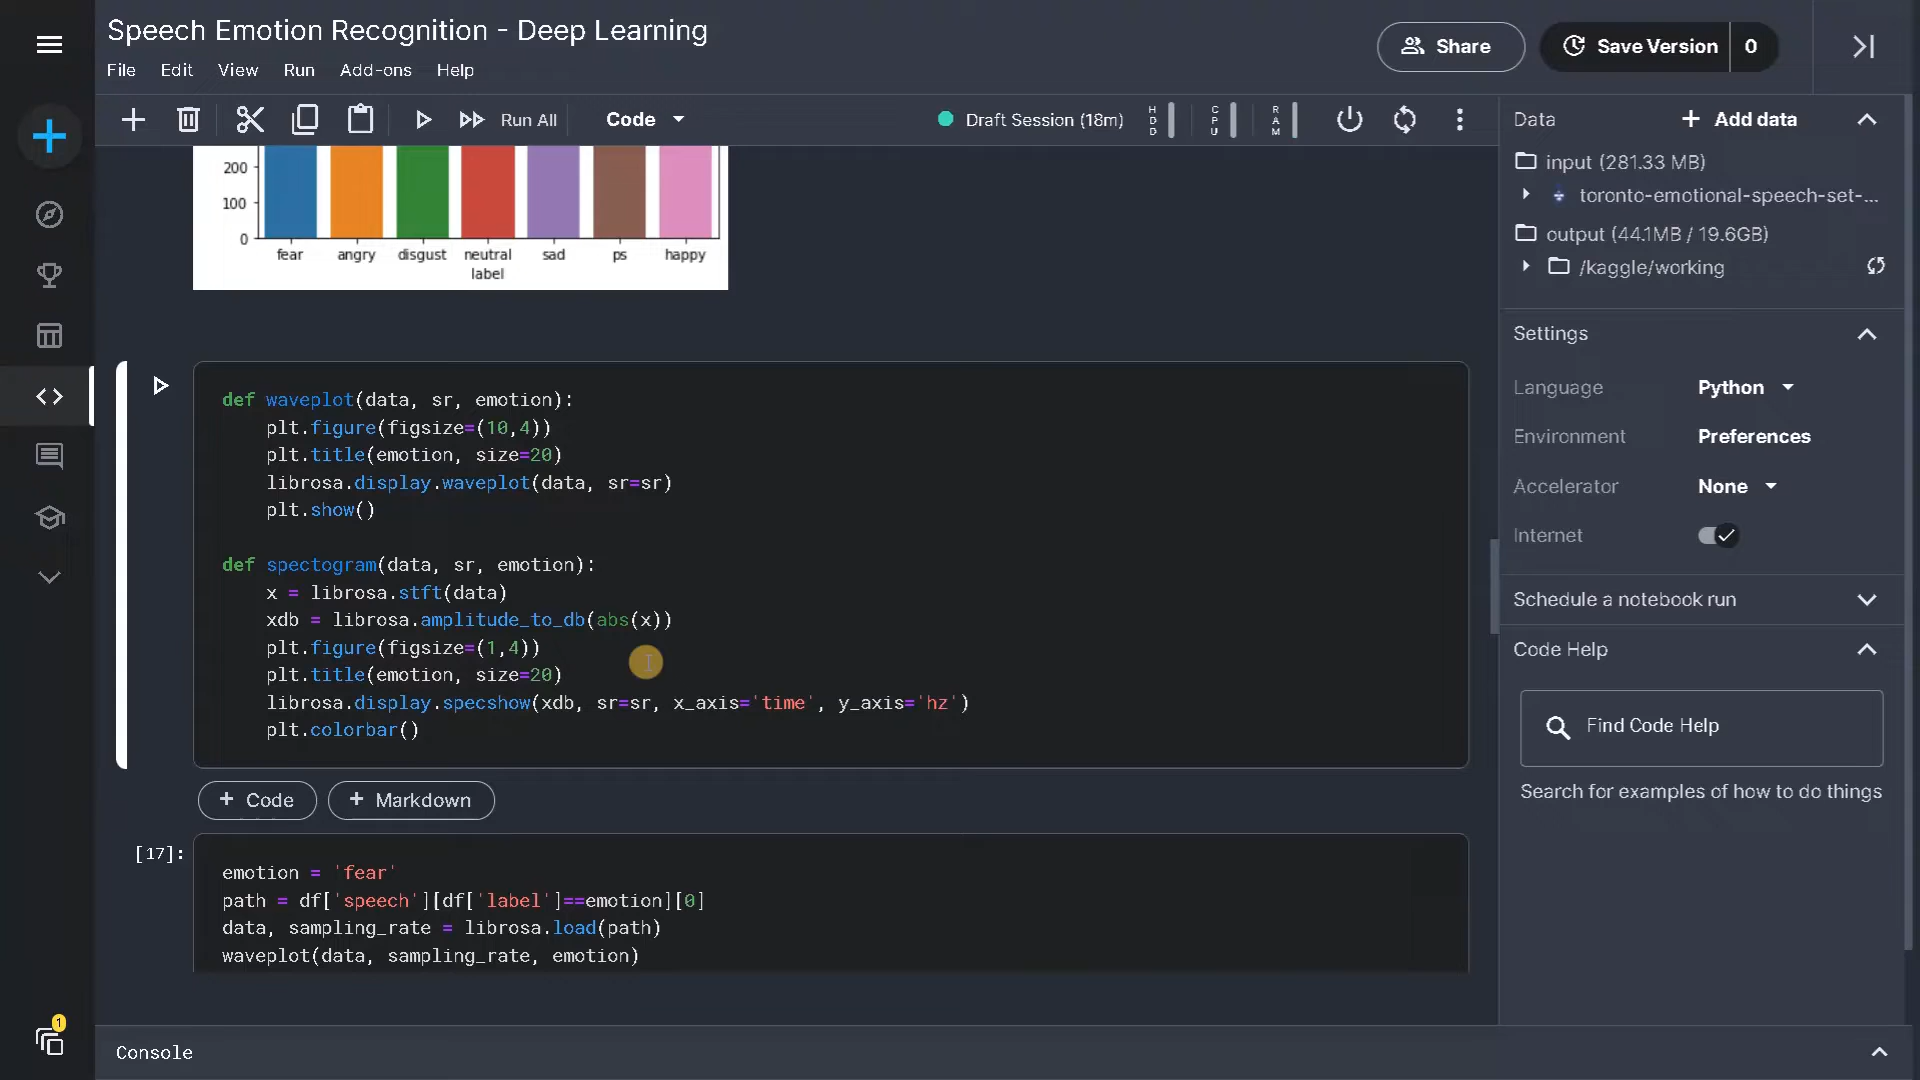 Speech Emotion Recognition - Deep Learning
File Edit View Run Add-ons Help
Share
Save Version 0
Run All
Code
Draft Session (18m)
HDD
CPU
RAM
200
100
0
fear angry disgust neutral sad ps happy
label
def waveplot(data, sr, emotion):
    plt.figure(figsize=(10,4))
    plt.title(emotion, size=20)
    librosa.display.waveplot(data, sr=sr)
    plt.show()
def spectogram(data, sr, emotion):
    x = librosa.stft(data)
    xdb = librosa.amplitude_to_db(abs(x))
    plt.figure(figsize=(1,4))
    plt.title(emotion, size=20)
    librosa.display.specshow(xdb, sr=sr, x_axis='time', y_axis='hz')
    plt.colorbar()
+ Code + Markdown
[17]:
emotion = 'fear'
path = df['speech'][df['label']==emotion][0]
data, sampling_rate = librosa.load(path)
waveplot(data, sampling_rate, emotion)
Console
1
Data
+ Add data
input (281.33 MB)
toronto-emotional-speech-set-...
output (44.1MB / 19.6GB)
/kaggle/working
Settings
Language Python
Environment Preferences
Accelerator None
Internet
Schedule a notebook run
Code Help
Find Code Help
Search for examples of how to do things